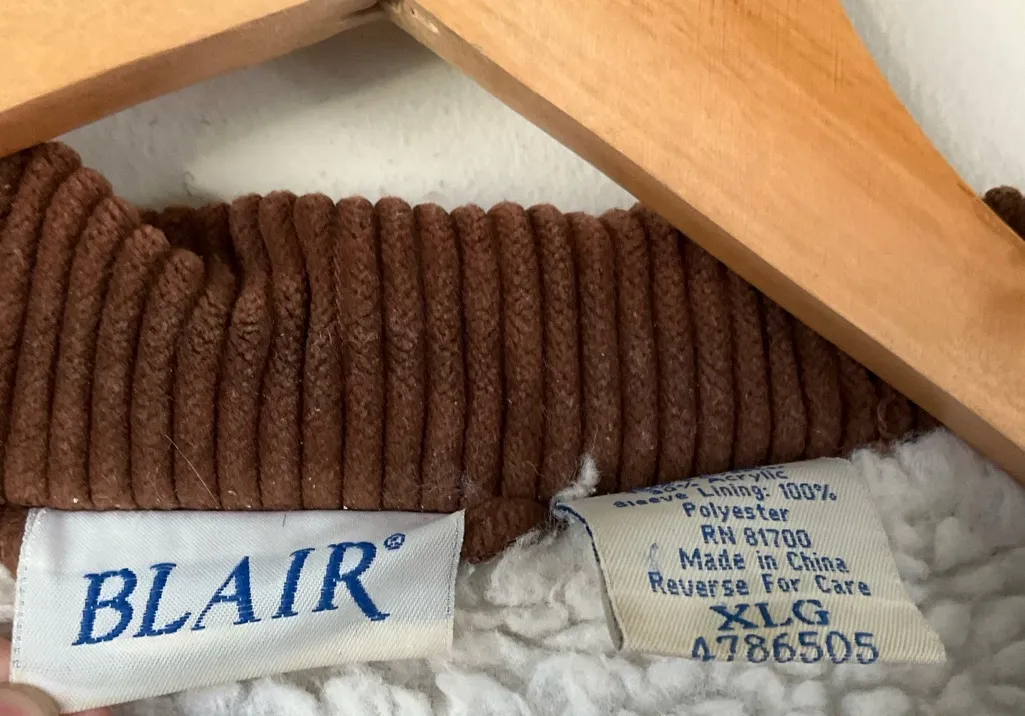 BLAIR®
Acrylic
Sleeve Lining: 100%
Polyester
RN 81700
Made in China
Reverse For Care
XLG
4786505